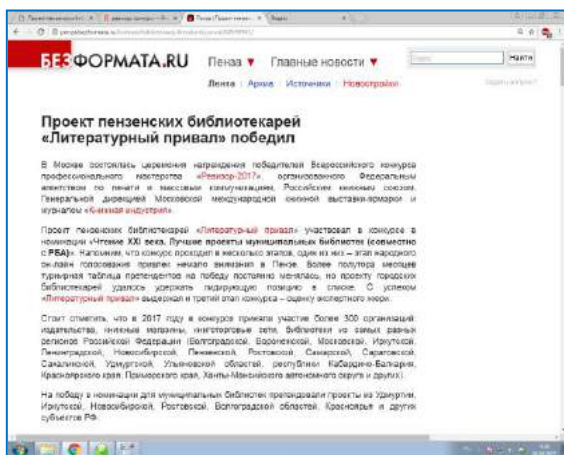 БЕЗФОРМАТА.RU
Пенза ▼ Главные новости ▼
Найти
Лента | Архив | Источники | Новостройки
Проект пензенских библиотекарей
«Литературный привал» победил
В Москве состоялась церемония награждения победителей Всероссийского конкурса
профессионального мастерства «Ревизор-2017», организованного Федеральным
агентством по печати и массовым коммуникациям, Российским книжным союзом,
Генеральной дирекцией Московской международной книжной выставки-ярмарки и
журналом «Книжная индустрия».
Проект пензенских библиотекарей «Литературный привал» участвовал в конкурсе в
номинации «Чтение XXI века. Лучшие проекты муниципальных библиотек (совместно
с РБА)». Напомним, что конкурс проходил в несколько этапов, один из них – этап народного
он-лайн голосования привлек немало внимания в Пензе. Более полутора месяцев
турнирная таблица претендентов на победу постоянно менялась, но проекту городских
библиотекарей удалось удержать лидирующую позицию в списке. С успехом
«Литературный привал» выдержал и третий этап конкурса – оценку экспертного жюри.
Стоит отметить, что в 2017 году в конкурсе приняли участие более 300 организаций:
издательства, книжные магазины, книготорговые сети, библиотеки из самых разных
регионов Российской Федерации (Волгоградской, Воронежской, Московской, Иркутской,
Ленинградской, Новосибирской, Пензенской, Ростовской, Самарской, Саратовской,
Сахалинской, Удмуртской, Ульяновской областей, республики Кабардино-Балкария,
Красноярского края, Приморского края, Ханты-Мансийского автономного округа и других).
На победу в номинации для муниципальных библиотек претендовали проекты из Удмуртии,
Иркутской, Новосибирской, Ростовской, Волгоградской областей, Красноярья и других
субъектов РФ.